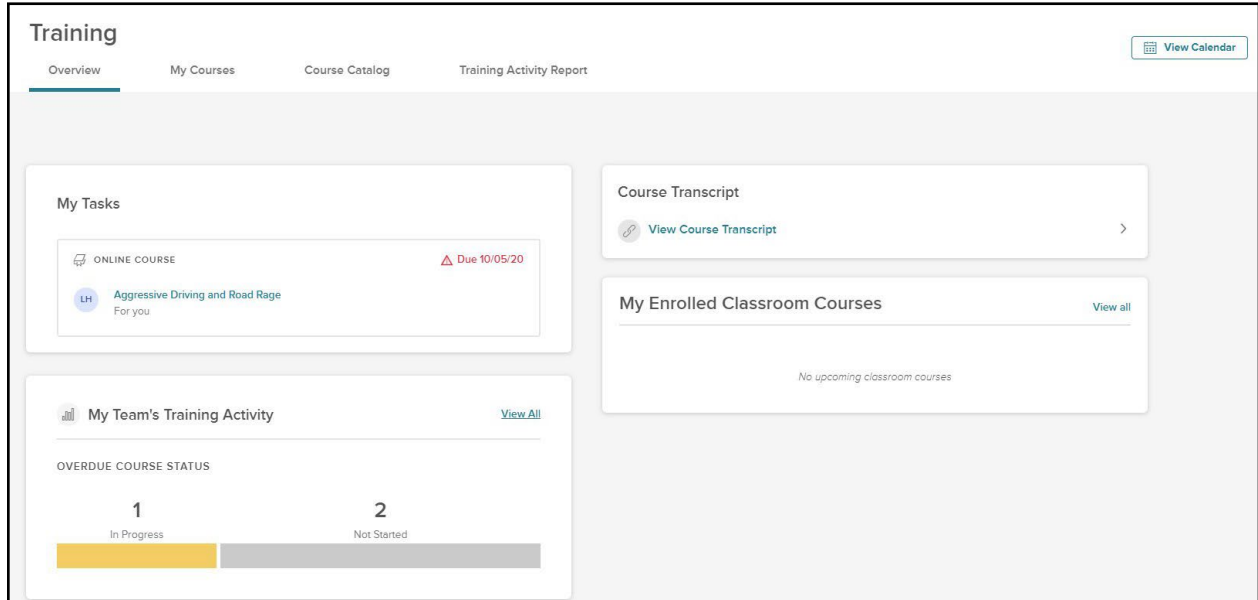 Training
View Calendar
Overview My Courses Course Catalog Training Activity Report
My Tasks
ONLINE COURSE Due 10/05/20
LH Aggressive Driving and Road Rage
For you
My Team's Training Activity View All
OVERDUE COURSE STATUS
1 2
In Progress Not Started
Course Transcript
View Course Transcript
My Enrolled Classroom Courses View all
No upcoming classroom courses